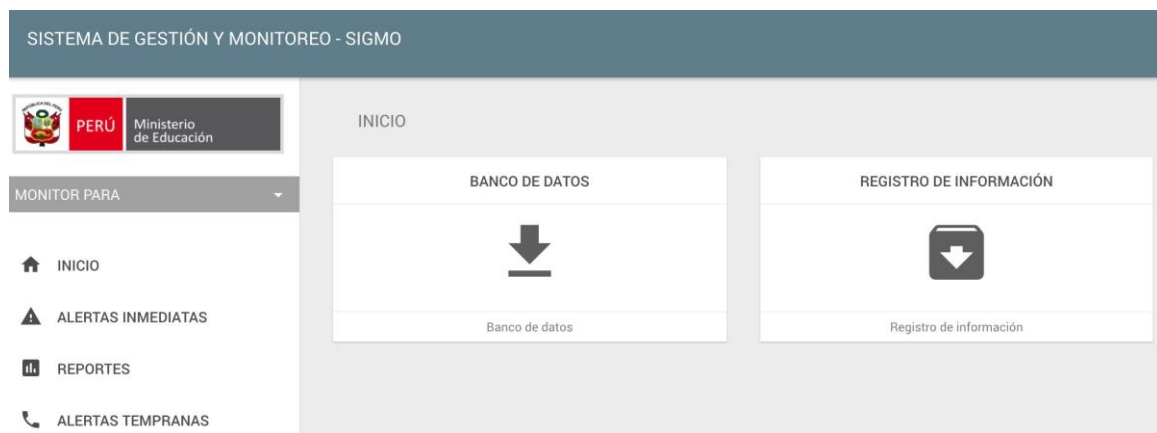 SISTEMA DE GESTIÓN Y MONITOREO - SIGMO
PERÚ
Ministerio
de Educación
MONITOR PARA
INICIO
ALERTAS INMEDIATAS
REPORTES
ALERTAS TEMPRANAS
INICIO
BANCO DE DATOS
Banco de datos
REGISTRO DE INFORMACIÓN
Registro de información